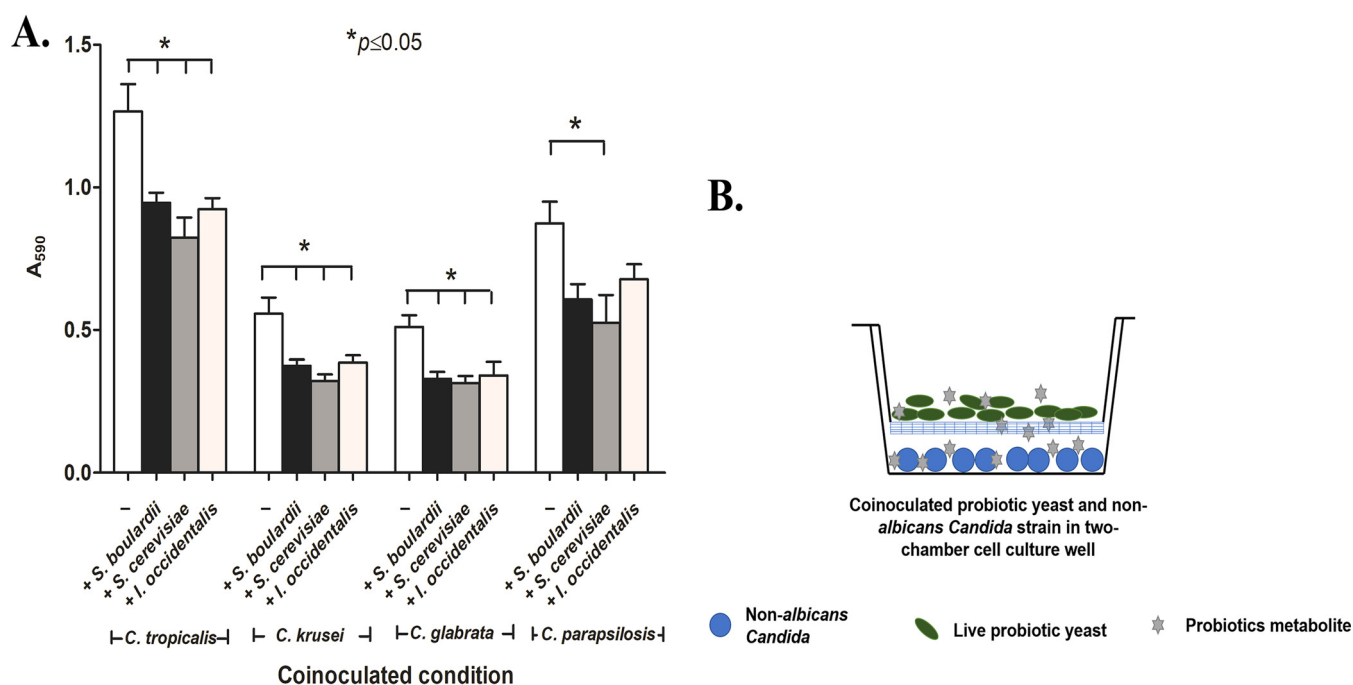 A.
*p≤0.05
*
*
*
*
1.5
1.0
0.5
0.0
A590
–
+ S. boulardii
+ S. cerevisiae
+ I. occidentalis
–
+ S. boulardii
+ S. cerevisiae
+ I. occidentalis
–
+ S. boulardii
+ S. cerevisiae
+ I. occidentalis
–
+ S. boulardii
+ S. cerevisiae
+ I. occidentalis
C. tropicalis
C. krusei
C. glabrata
C. parapsilosis
Coinoculated condition
B.
Coinoculated probiotic yeast and non-
albicans Candida strain in two-
chamber cell culture well
Non-albicans
Candida
Live probiotic yeast
Probiotics metabolite